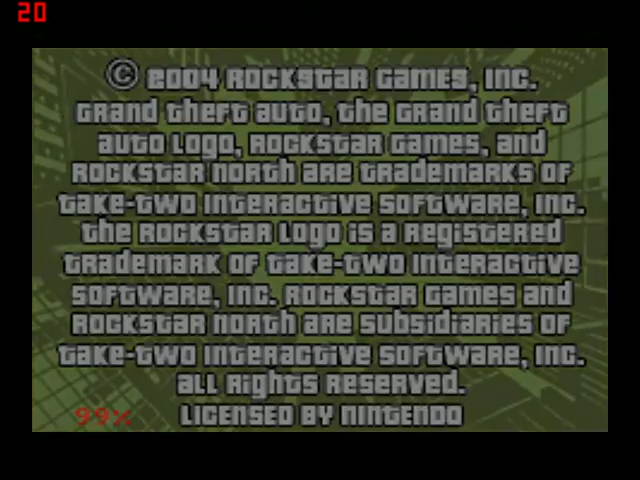 20
© 2004 ROCKSTAR GAMES, INC.
GRAND THEFT AUTO, THE GRAND THEFT
AUTO LOGO, ROCKSTAR GAMES, AND
ROCKSTAR NORTH ARE TRADEMARKS OF
TAKE-TWO INTERACTIVE SOFTWARE, INC.
THE ROCKSTAR LOGO IS A REGISTERED
TRADEMARK OF TAKE-TWO INTERACTIVE
SOFTWARE, INC. ROCKSTAR GAMES AND
ROCKSTAR NORTH ARE SUBSIDIARIES OF
TAKE-TWO INTERACTIVE SOFTWARE, INC.
ALL RIGHTS RESERVED.
99% LICENSED BY NINTENDO